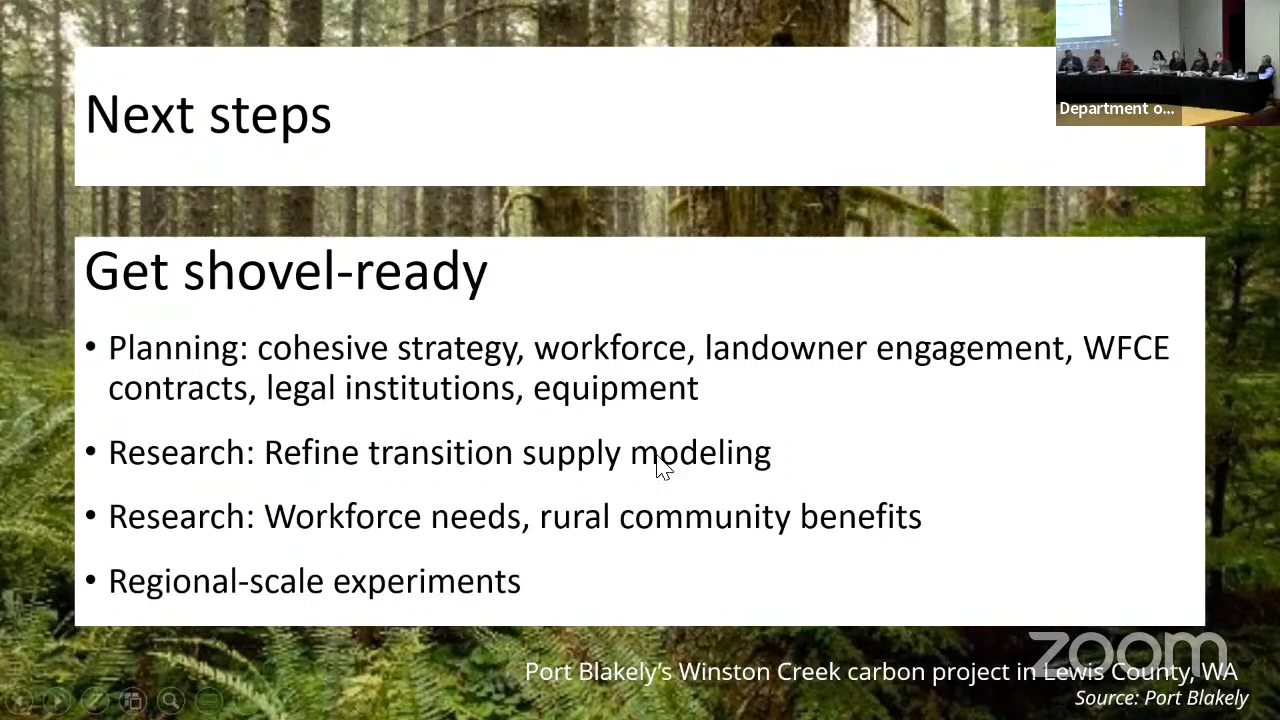 Next steps
Department o...
Get shovel-ready
• Planning: cohesive strategy, workforce, landowner engagement, WFCE
contracts, legal institutions, equipment
• Research: Refine transition supply modeling
• Research: Workforce needs, rural community benefits
• Regional-scale experiments
zoom
Port Blakely’s Winston Creek carbon project in Lewis County, WA
Source: Port Blakely